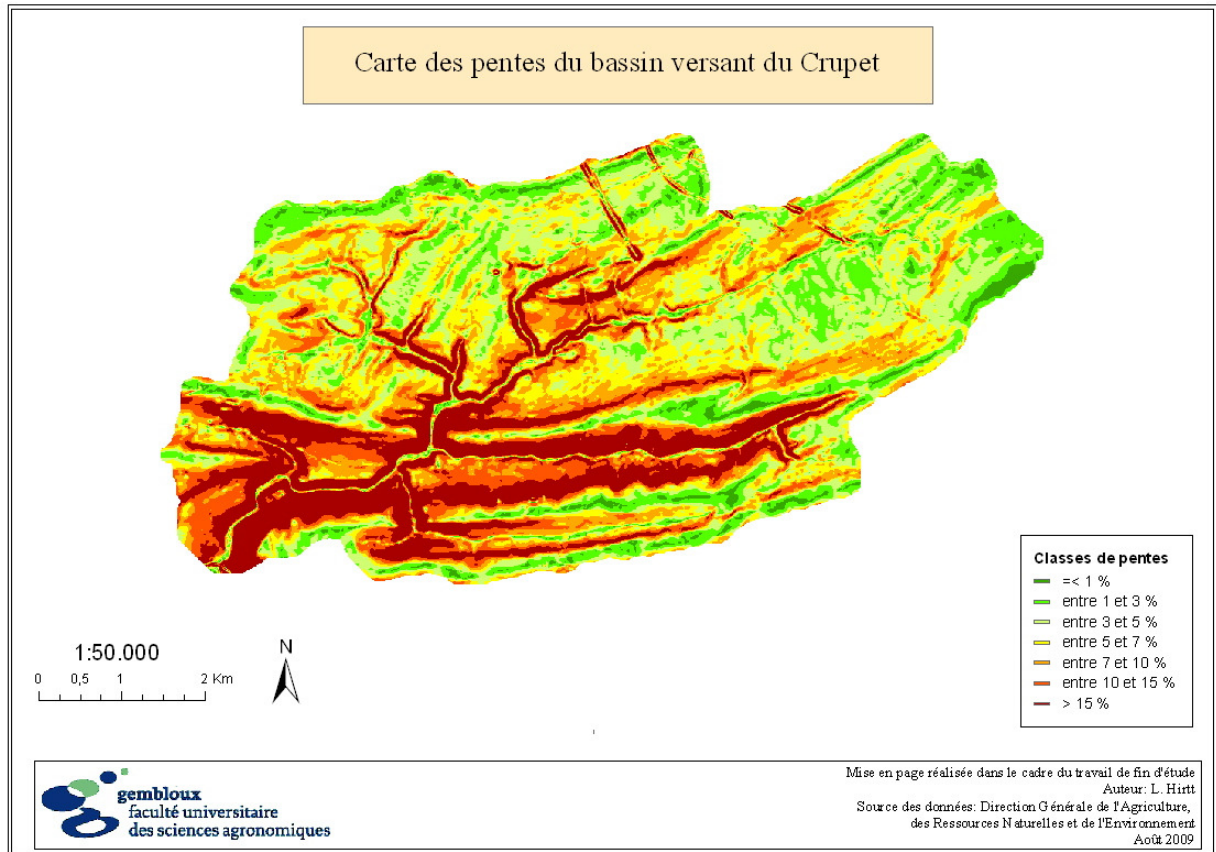 Carte des pentes du bassin versant du Crupet
Classes de pentes
=< 1 %
entre 1 et 3 %
entre 3 et 5 %
entre 5 et 7 %
entre 7 et 10 %
entre 10 et 15 %
> 15 %
1:50.000
0 0,5 1 2 Km
N
gembloux
faculté universitaire
des sciences agronomiques
Mise en page réalisée dans le cadre du travail de fin d'étude
Auteur: L. Hirtt
Source des données: Direction Générale de l'Agriculture,
des Ressources Naturelles et de l'Environnement
Août 2009